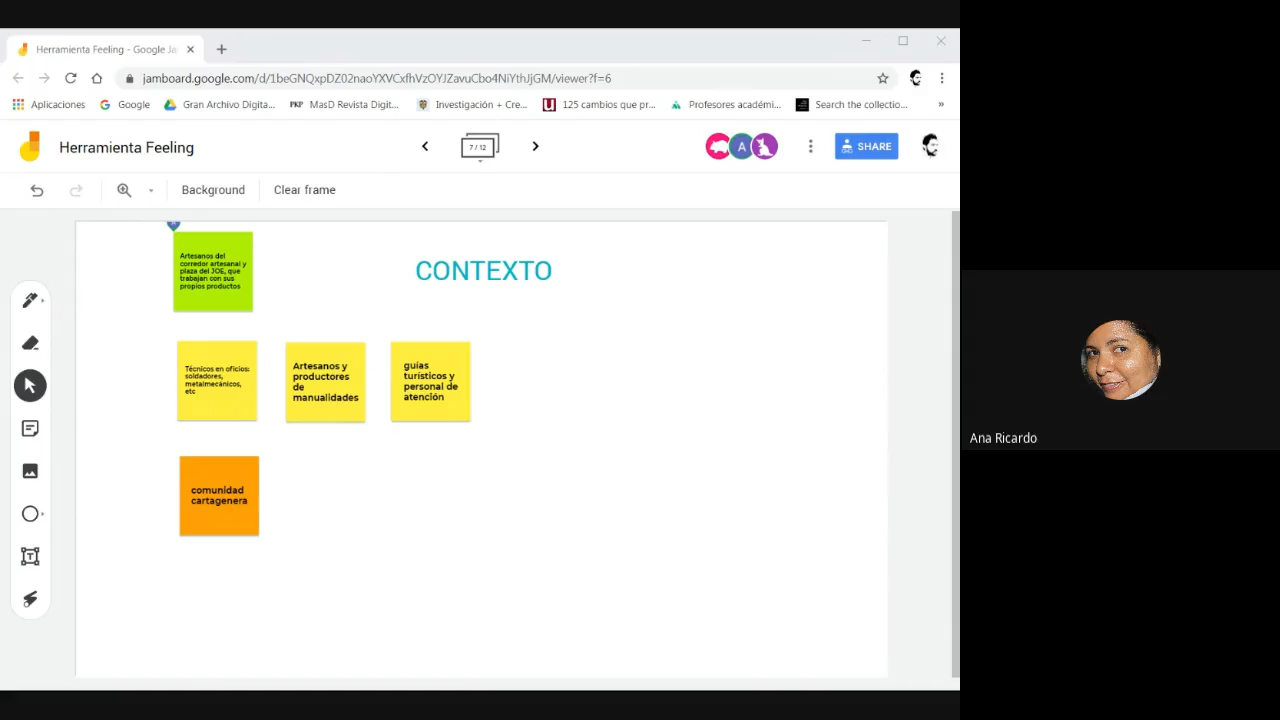 Herramienta Feeling - Google Ja
jamboard.google.com/d/1beGNQxpDZ02naoYXVCxfhVzOYJZavuCbo4NiYthJjGM/viewer?f=6
Aplicaciones
Google
Gran Archivo Digita...
PKP MasD Revista Digit...
Investigación + Cre...
125 cambios que pr...
Profesores académi...
Search the collectio...
»
Herramienta Feeling
7 / 12
A
SHARE
Background
Clear frame
Artesanos del
corredor artesanal y
plaza del JOE, que
trabajan con sus
propios productos
CONTEXTO
Técnicos en oficios:
soldadores,
metalmecánicos,
etc
Artesanos y
productores
de
manualidades
guías
turísticos y
personal de
atención
comunidad
cartagenera
Ana Ricardo